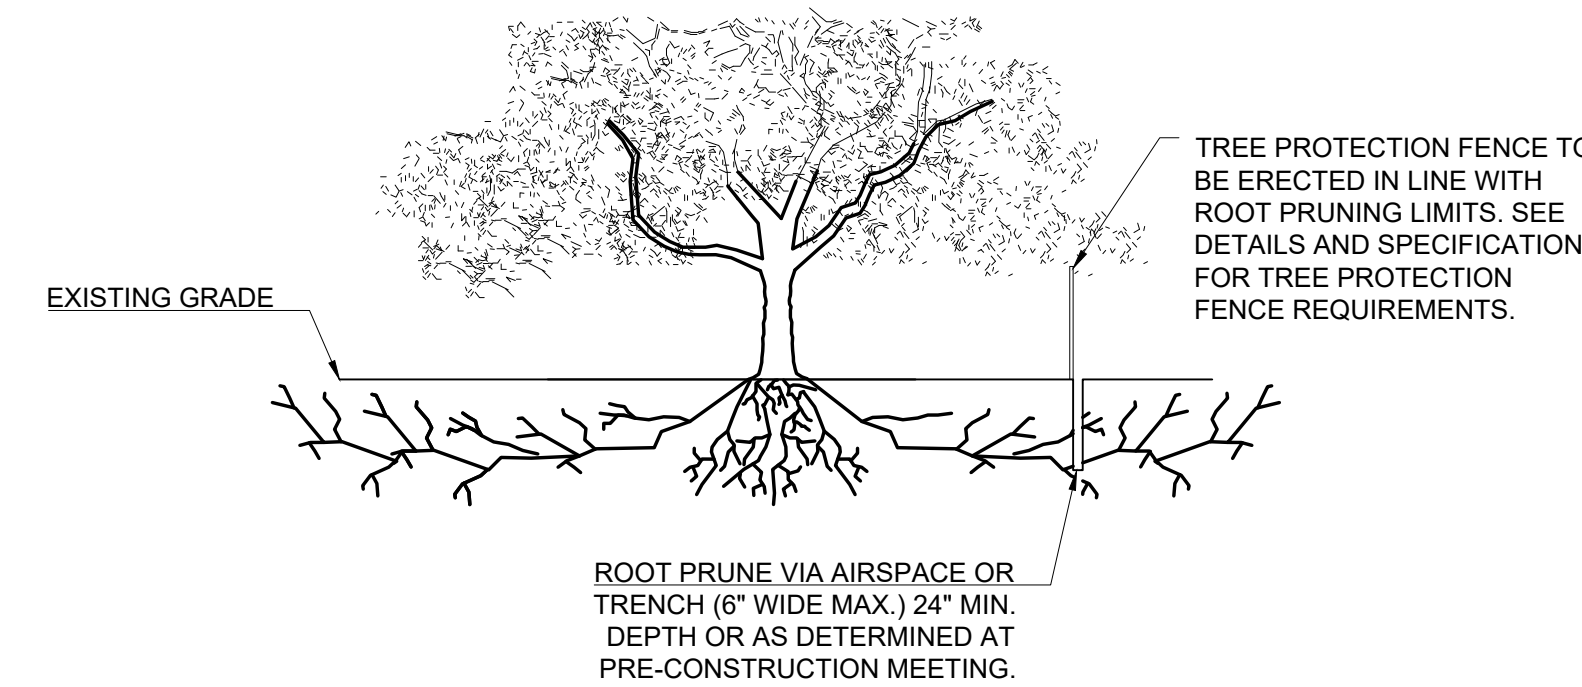 TREE PROTECTION FENCE TO
BE ERECTED IN LINE WITH
ROOT PRUNING LIMITS. SEE
DETAILS AND SPECIFICATION
FOR TREE PROTECTION
FENCE REQUIREMENTS.
EXISTING GRADE
ROOT PRUNE VIA AIRSPACE OR
TRENCH (6" WIDE MAX.) 24" MIN.
DEPTH OR AS DETERMINED AT
PRE-CONSTRUCTION MEETING.